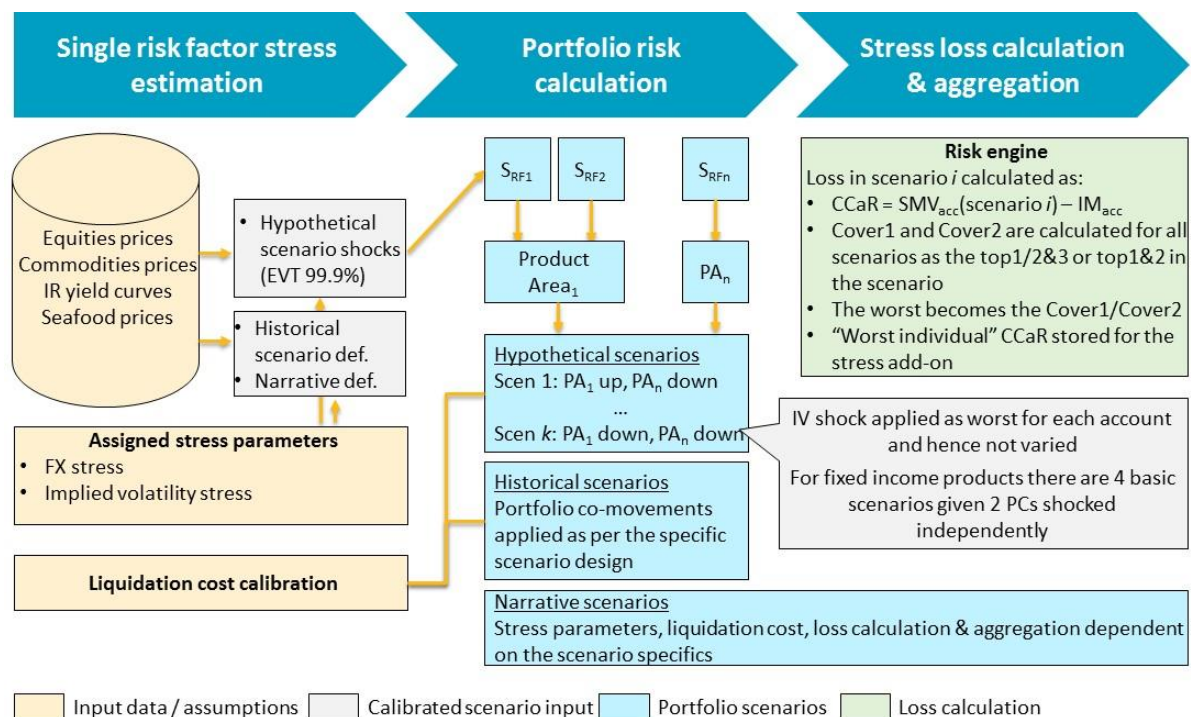 Single risk factor stress
estimation
Portfolio risk
calculation
Stress loss calculation
& aggregation
Equities prices
Commodities prices
IR yield curves
Seafood prices
• Hypothetical
scenario shocks
(EVT 99.9%)
• Historical
scenario def.
• Narrative def.
Assigned stress parameters
• FX stress
• Implied volatility stress
Liquidation cost calibration
S_RF1
S_RF2
S_RFn
Product
Area₁
PAₙ
Hypothetical scenarios
Scen 1: PA₁ up, PAₙ down
...
Scen k: PA₁ down, PAₙ down
Historical scenarios
Portfolio co-movements
applied as per the specific
scenario design
Narrative scenarios
Stress parameters, liquidation cost, loss calculation & aggregation dependent
on the scenario specifics
Risk engine
Loss in scenario i calculated as:
• CCaR = SMV_acc(scenario i) – IM_acc
• Cover1 and Cover2 are calculated for all
scenarios as the top1/2&3 or top1&2 in
the scenario
• The worst becomes the Cover1/Cover2
• “Worst individual” CCaR stored for the
stress add-on
IV shock applied as worst for each account
and hence not varied
For fixed income products there are 4 basic
scenarios given 2 PCs shocked
independently
Input data / assumptions
Calibrated scenario input
Portfolio scenarios
Loss calculation